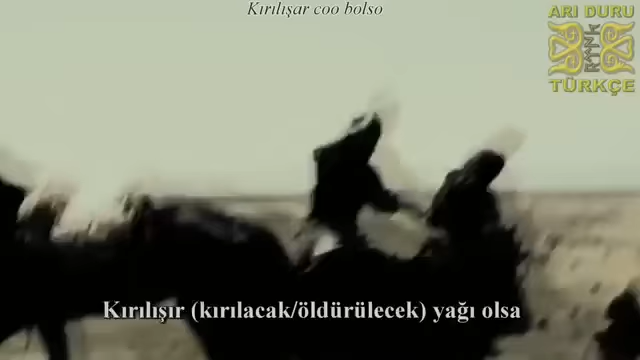 Kırılışar coo bolso
ARI DURU
TÜRKÇE
Kırılışır (kırılacak/öldürülecek) yağı olsa